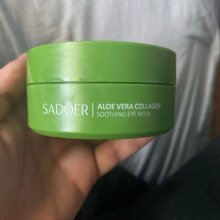 SADOER
ALOE VERA COLLAGEN
SOOTHING EYE MASK